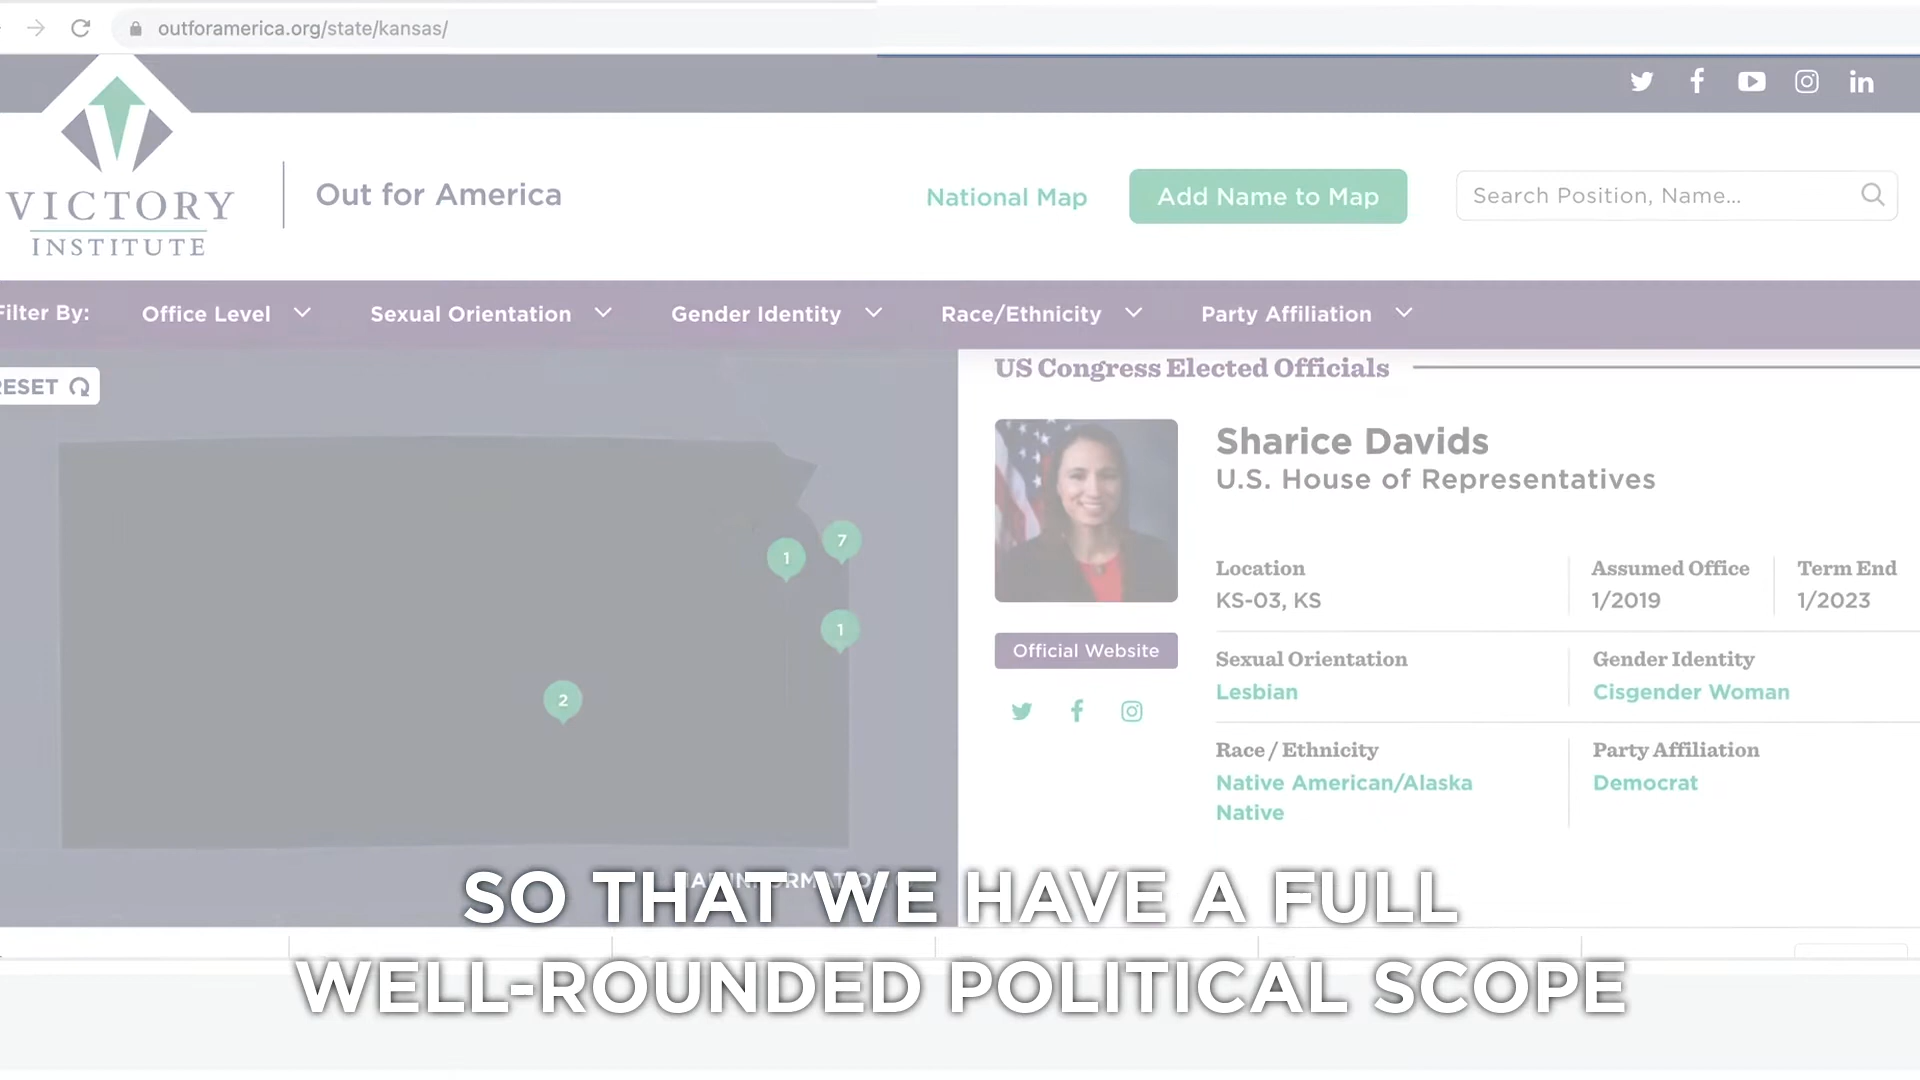 outforamerica.org/state/kansas/
VICTORY
INSTITUTE
Out for America
National Map
Add Name to Map
Search Position, Name...
Filter By:
Office Level
Sexual Orientation
Gender Identity
Race/Ethnicity
Party Affiliation
RESET
US Congress Elected Officials
Sharice Davids
U.S. House of Representatives
7
1
1
2
Location
Assumed Office
Term End
KS-03, KS
1/2019
1/2023
Official Website
Sexual Orientation
Gender Identity
Lesbian
Cisgender Woman
Race / Ethnicity
Party Affiliation
Native American/Alaska
Democrat
Native
SO THAT WE HAVE A FULL
WELL-ROUNDED POLITICAL SCOPE